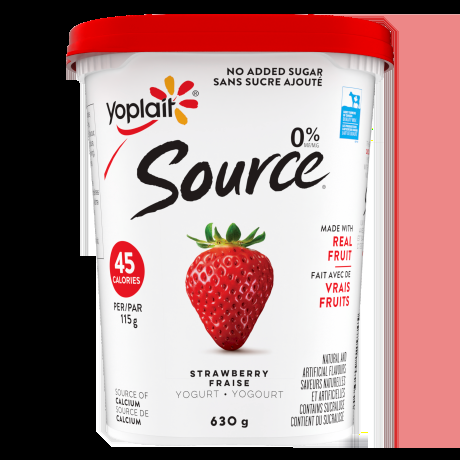 NO ADDED SUGAR
SANS SUCRE AJOUTÉ
yoplait®
0%
M.F./M.G.
Source®
MADE WITH
REAL
FRUIT
FAIT AVEC DE
VRAIS
FRUITS
45
CALORIES
PER/PAR
115g
STRAWBERRY
FRAISE
YOGURT • YOGOURT
630 g
SOURCE OF
CALCIUM
SOURCE DE
CALCIUM
NATURAL AND
ARTIFICIAL FLAVOURS
SAVEURS NATURELLES
ET ARTIFICIELLES
CONTAINS SUCRALOSE
CONTIENT DU SUCRALOSE